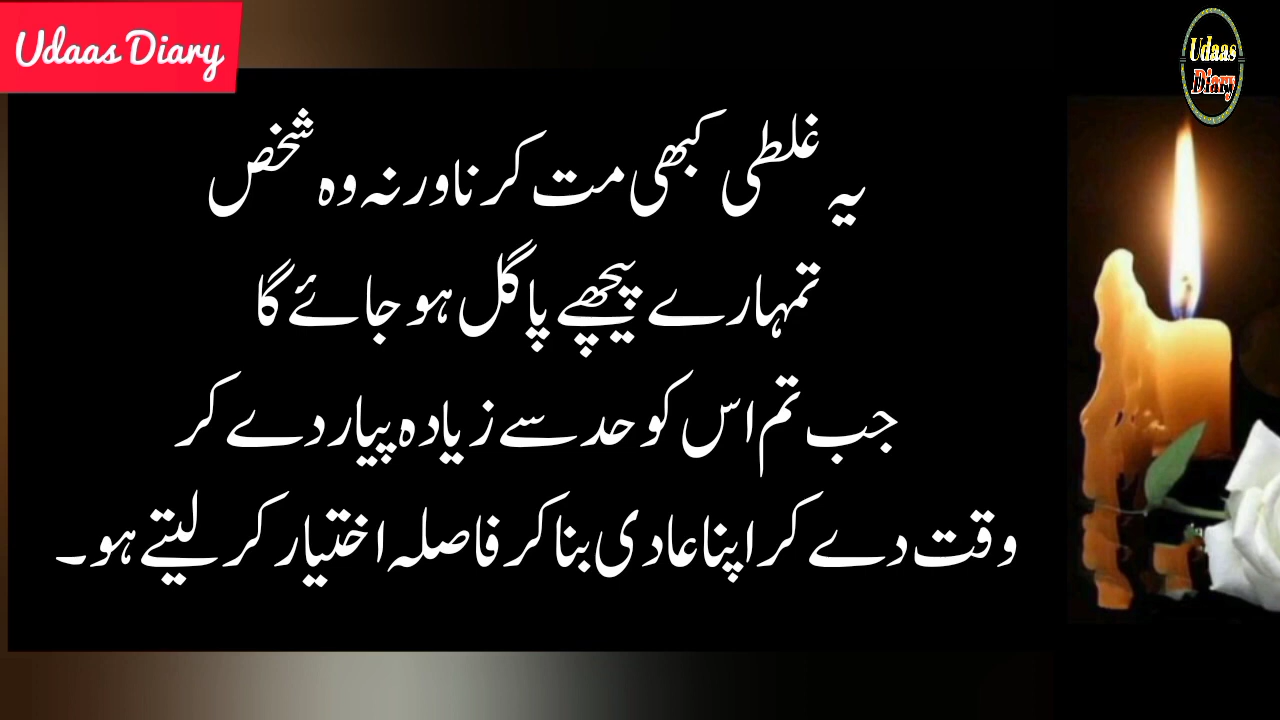 Udaas Diary
Udaas
Diary
یہ غلطی کبھی مت کرنا ورنہ وہ شخص
تمہارے پیچھے پاگل ہو جائے گا
جب تم اس کو حد سے زیادہ پیار دے کر
وقت دے کر اپنا عادی بنا کر فاصلہ اختیار کر لیتے ہو۔